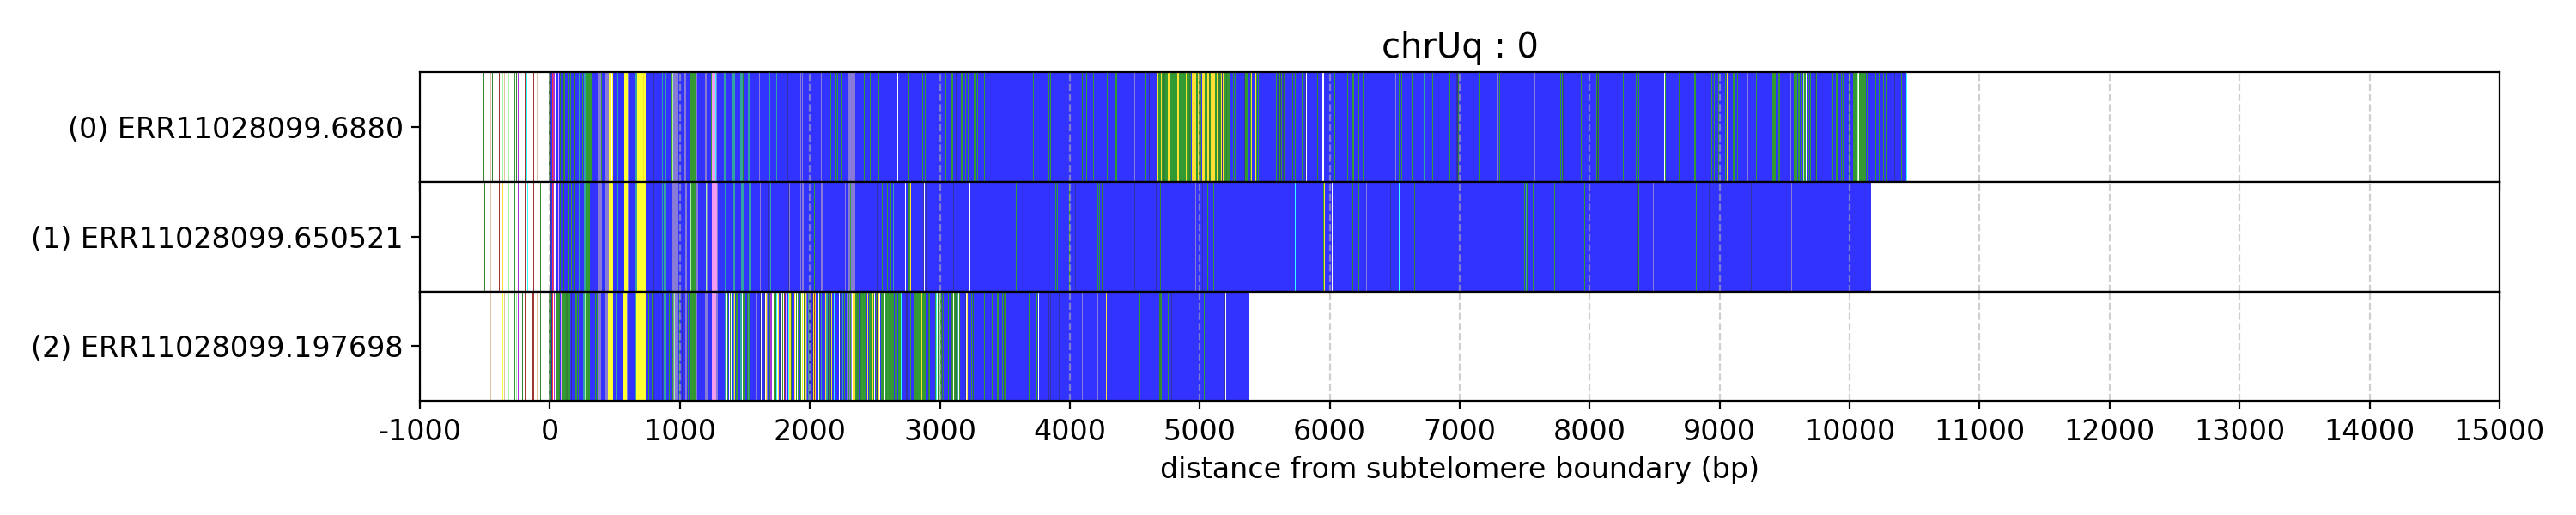 chrUq : 0
(0) ERR11028099.6880
(1) ERR11028099.650521
(2) ERR11028099.197698
-1000 0 1000 2000 3000 4000 5000 6000 7000 8000 9000 10000 11000 12000 13000 14000 15000
distance from subtelomere boundary (bp)